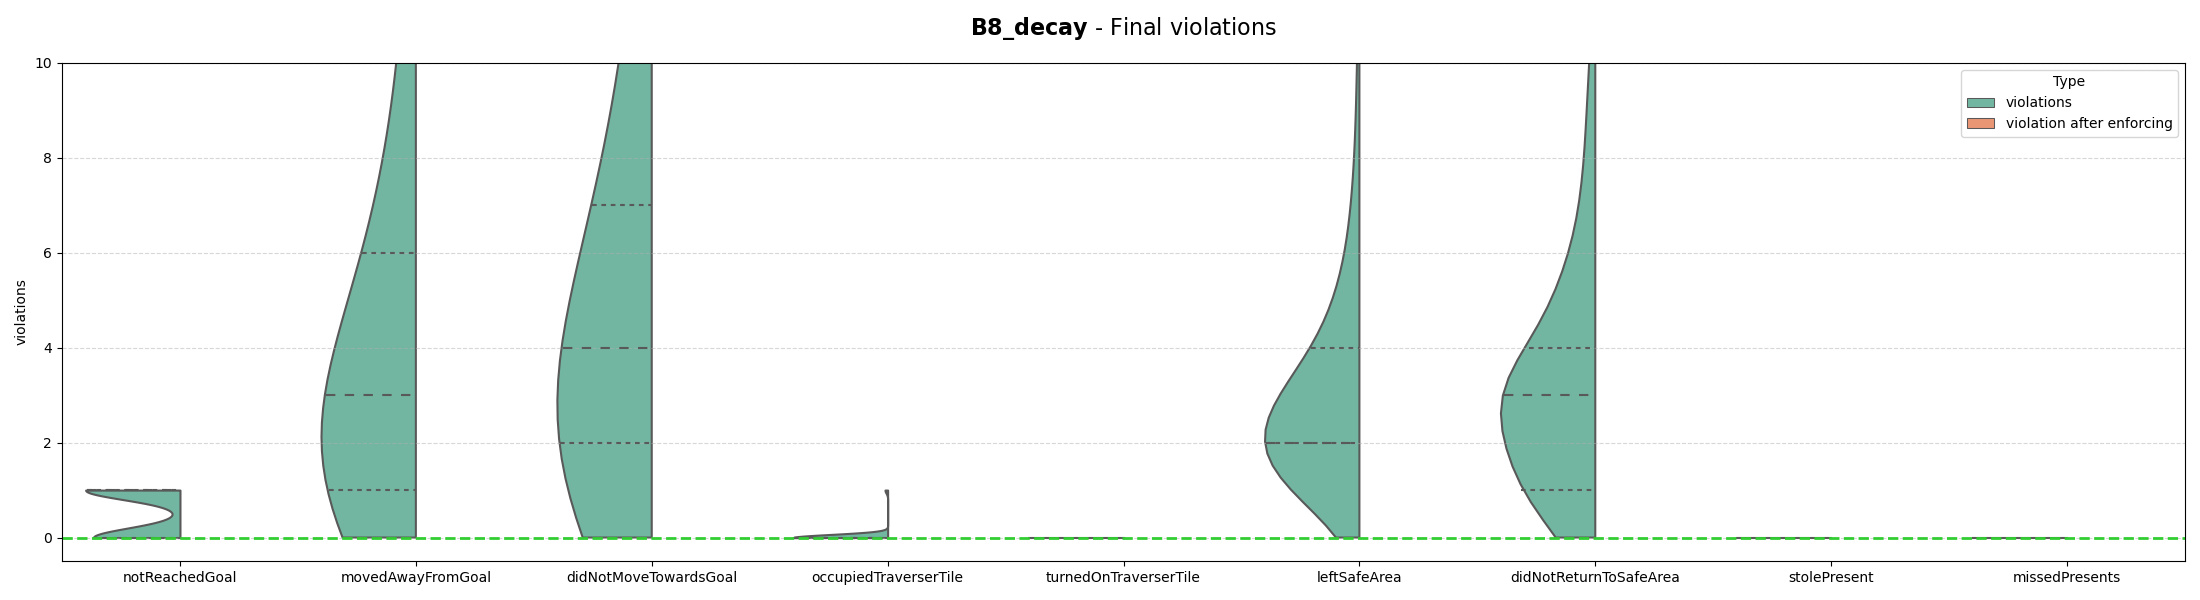 B8_decay - Final violations
10
8
6
4
2
0
violations
Type
violations
violation after enforcing
notReachedGoal
movedAwayFromGoal
didNotMoveTowardsGoal
occupiedTraverserTile
turnedOnTraverserTile
leftSafeArea
didNotReturnToSafeArea
stolePresent
missedPresents